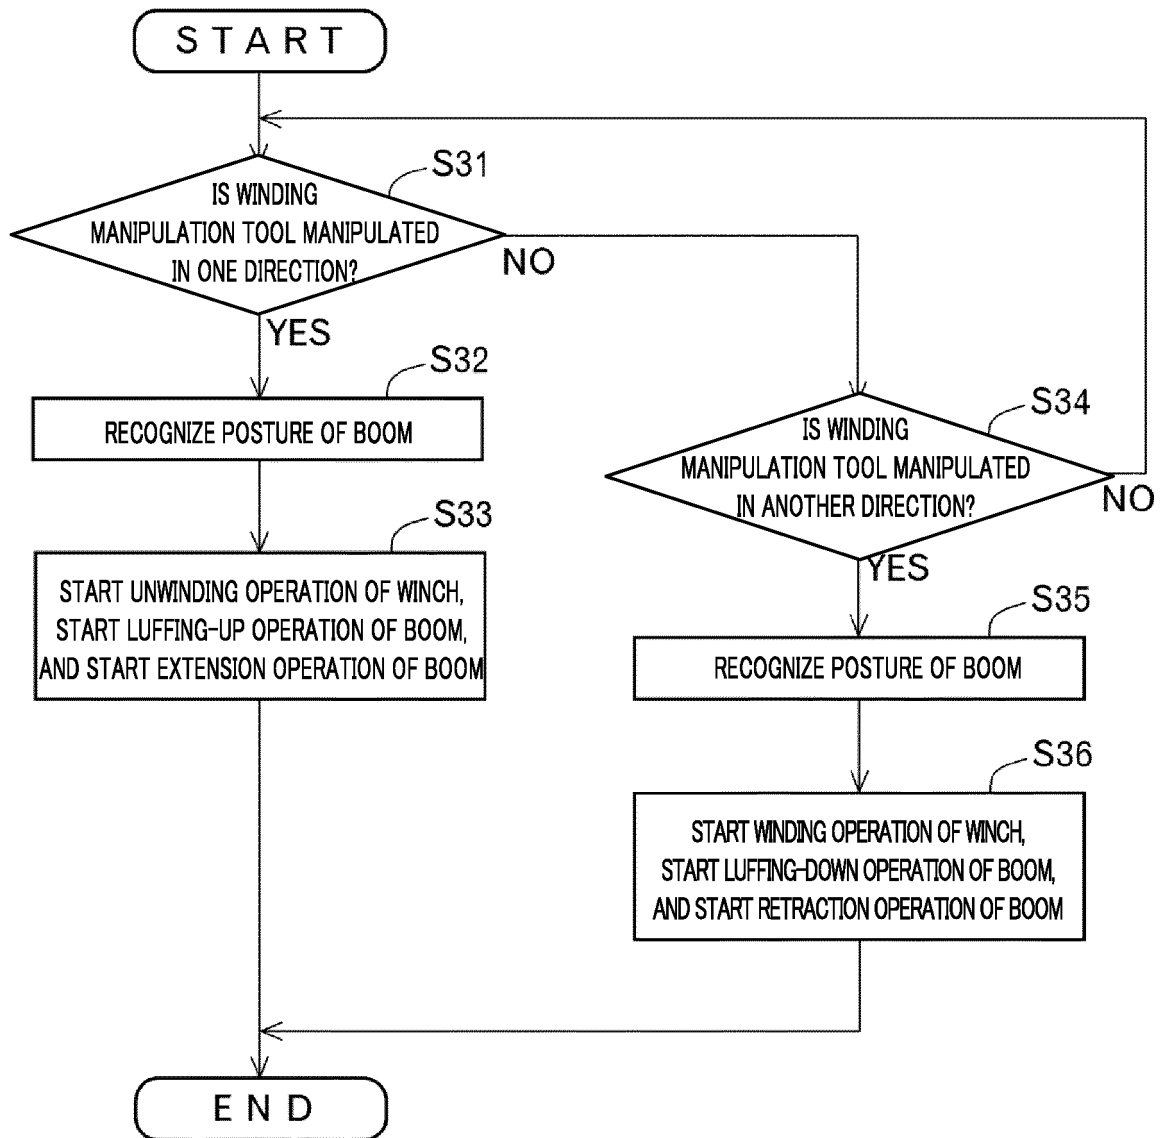 START
S31
IS WINDING
MANIPULATION TOOL MANIPULATED
IN ONE DIRECTION?
NO
YES
S32
RECOGNIZE POSTURE OF BOOM
S33
START UNWINDING OPERATION OF WINCH,
START LUFFING-UP OPERATION OF BOOM,
AND START EXTENSION OPERATION OF BOOM
S34
IS WINDING
MANIPULATION TOOL MANIPULATED
IN ANOTHER DIRECTION?
NO
YES
S35
RECOGNIZE POSTURE OF BOOM
S36
START WINDING OPERATION OF WINCH,
START LUFFING-DOWN OPERATION OF BOOM,
AND START RETRACTION OPERATION OF BOOM
END